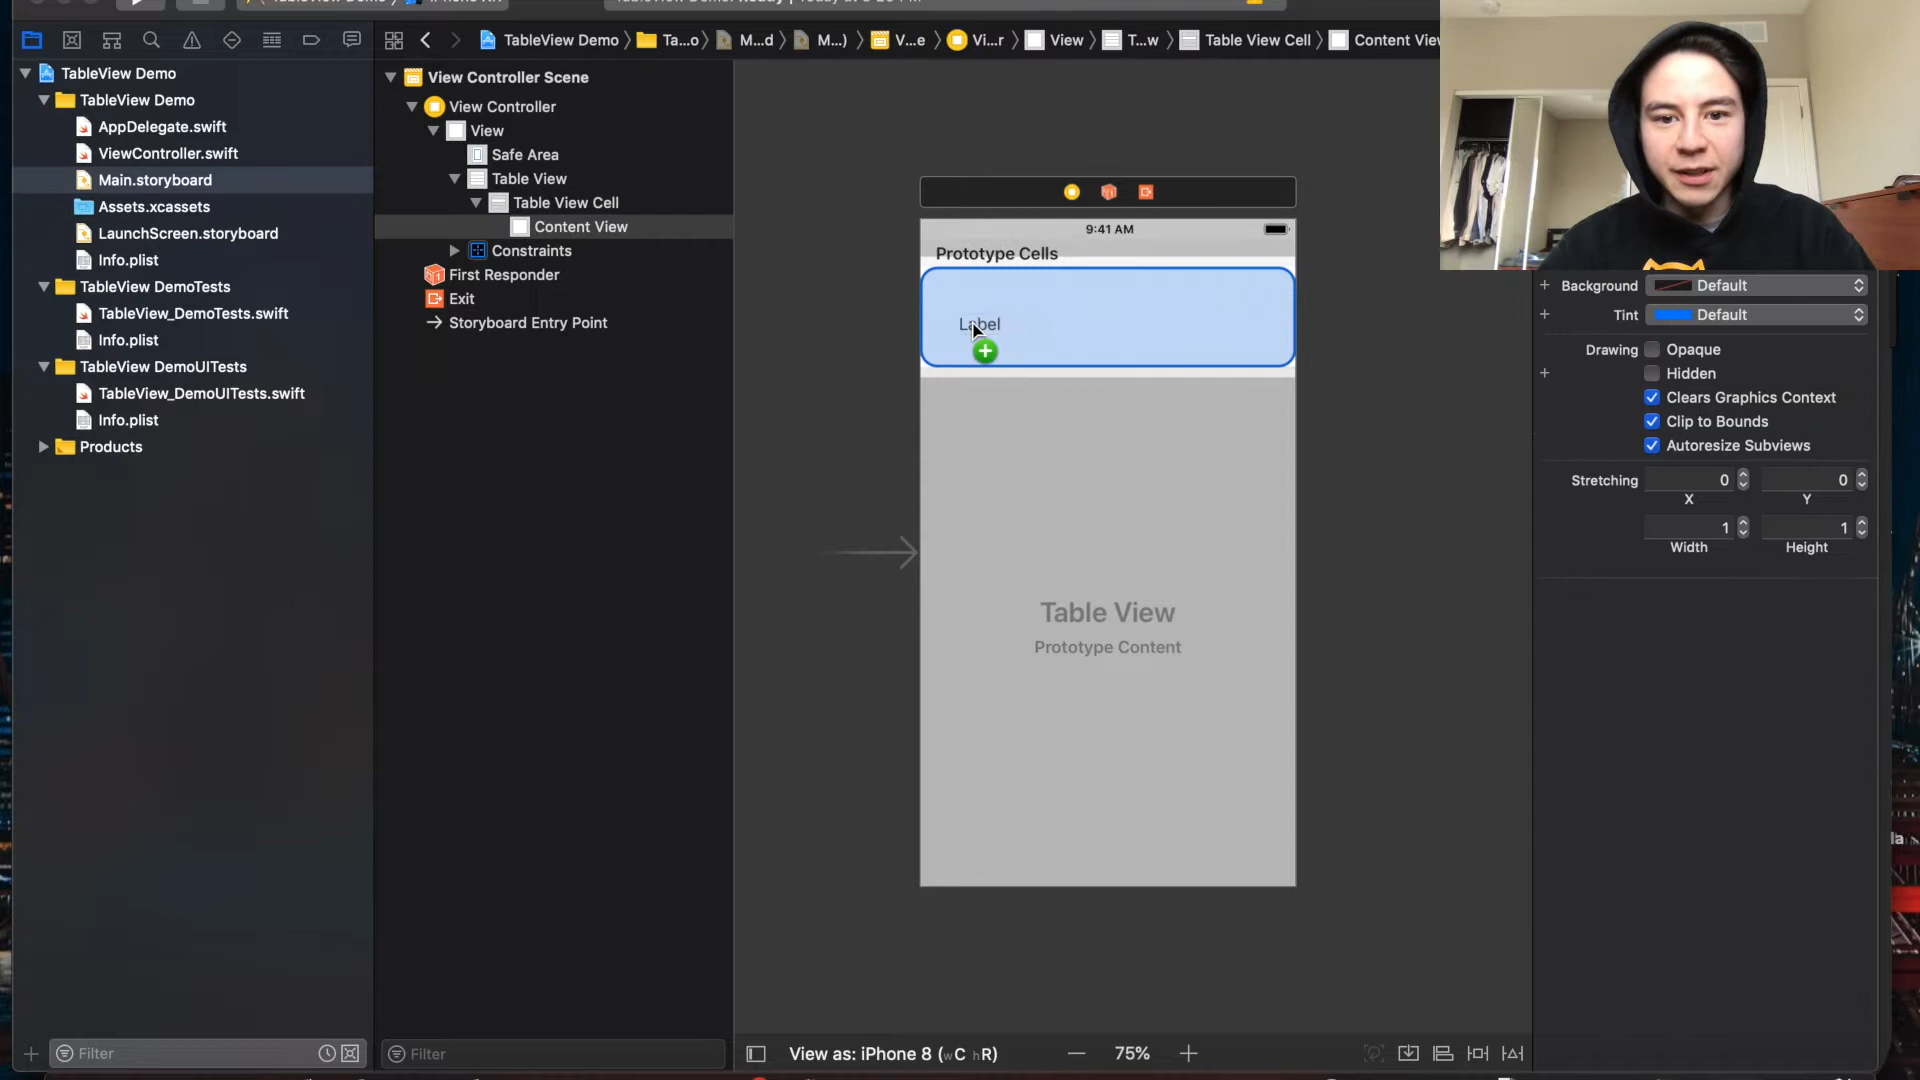 TableView Demo
Ta...o
M...d
M...)
V...e
Vi...r
View
T...w
Table View Cell
Content View
TableView Demo
TableView Demo
AppDelegate.swift
ViewController.swift
Main.storyboard
Assets.xcassets
LaunchScreen.storyboard
Info.plist
TableView DemoTests
TableView_DemoTests.swift
Info.plist
TableView DemoUITests
TableView_DemoUITests.swift
Info.plist
Products
Filter
View Controller Scene
View Controller
View
Safe Area
Table View
Table View Cell
Content View
Constraints
First Responder
Exit
Storyboard Entry Point
Filter
9:41 AM
Prototype Cells
Label
Table View
Prototype Content
View as: iPhone 8 (wC hR)
75%
Background
Default
Tint
Default
Drawing
Opaque
Hidden
Clears Graphics Context
Clip to Bounds
Autoresize Subviews
Stretching
0
0
X
Y
1
1
Width
Height